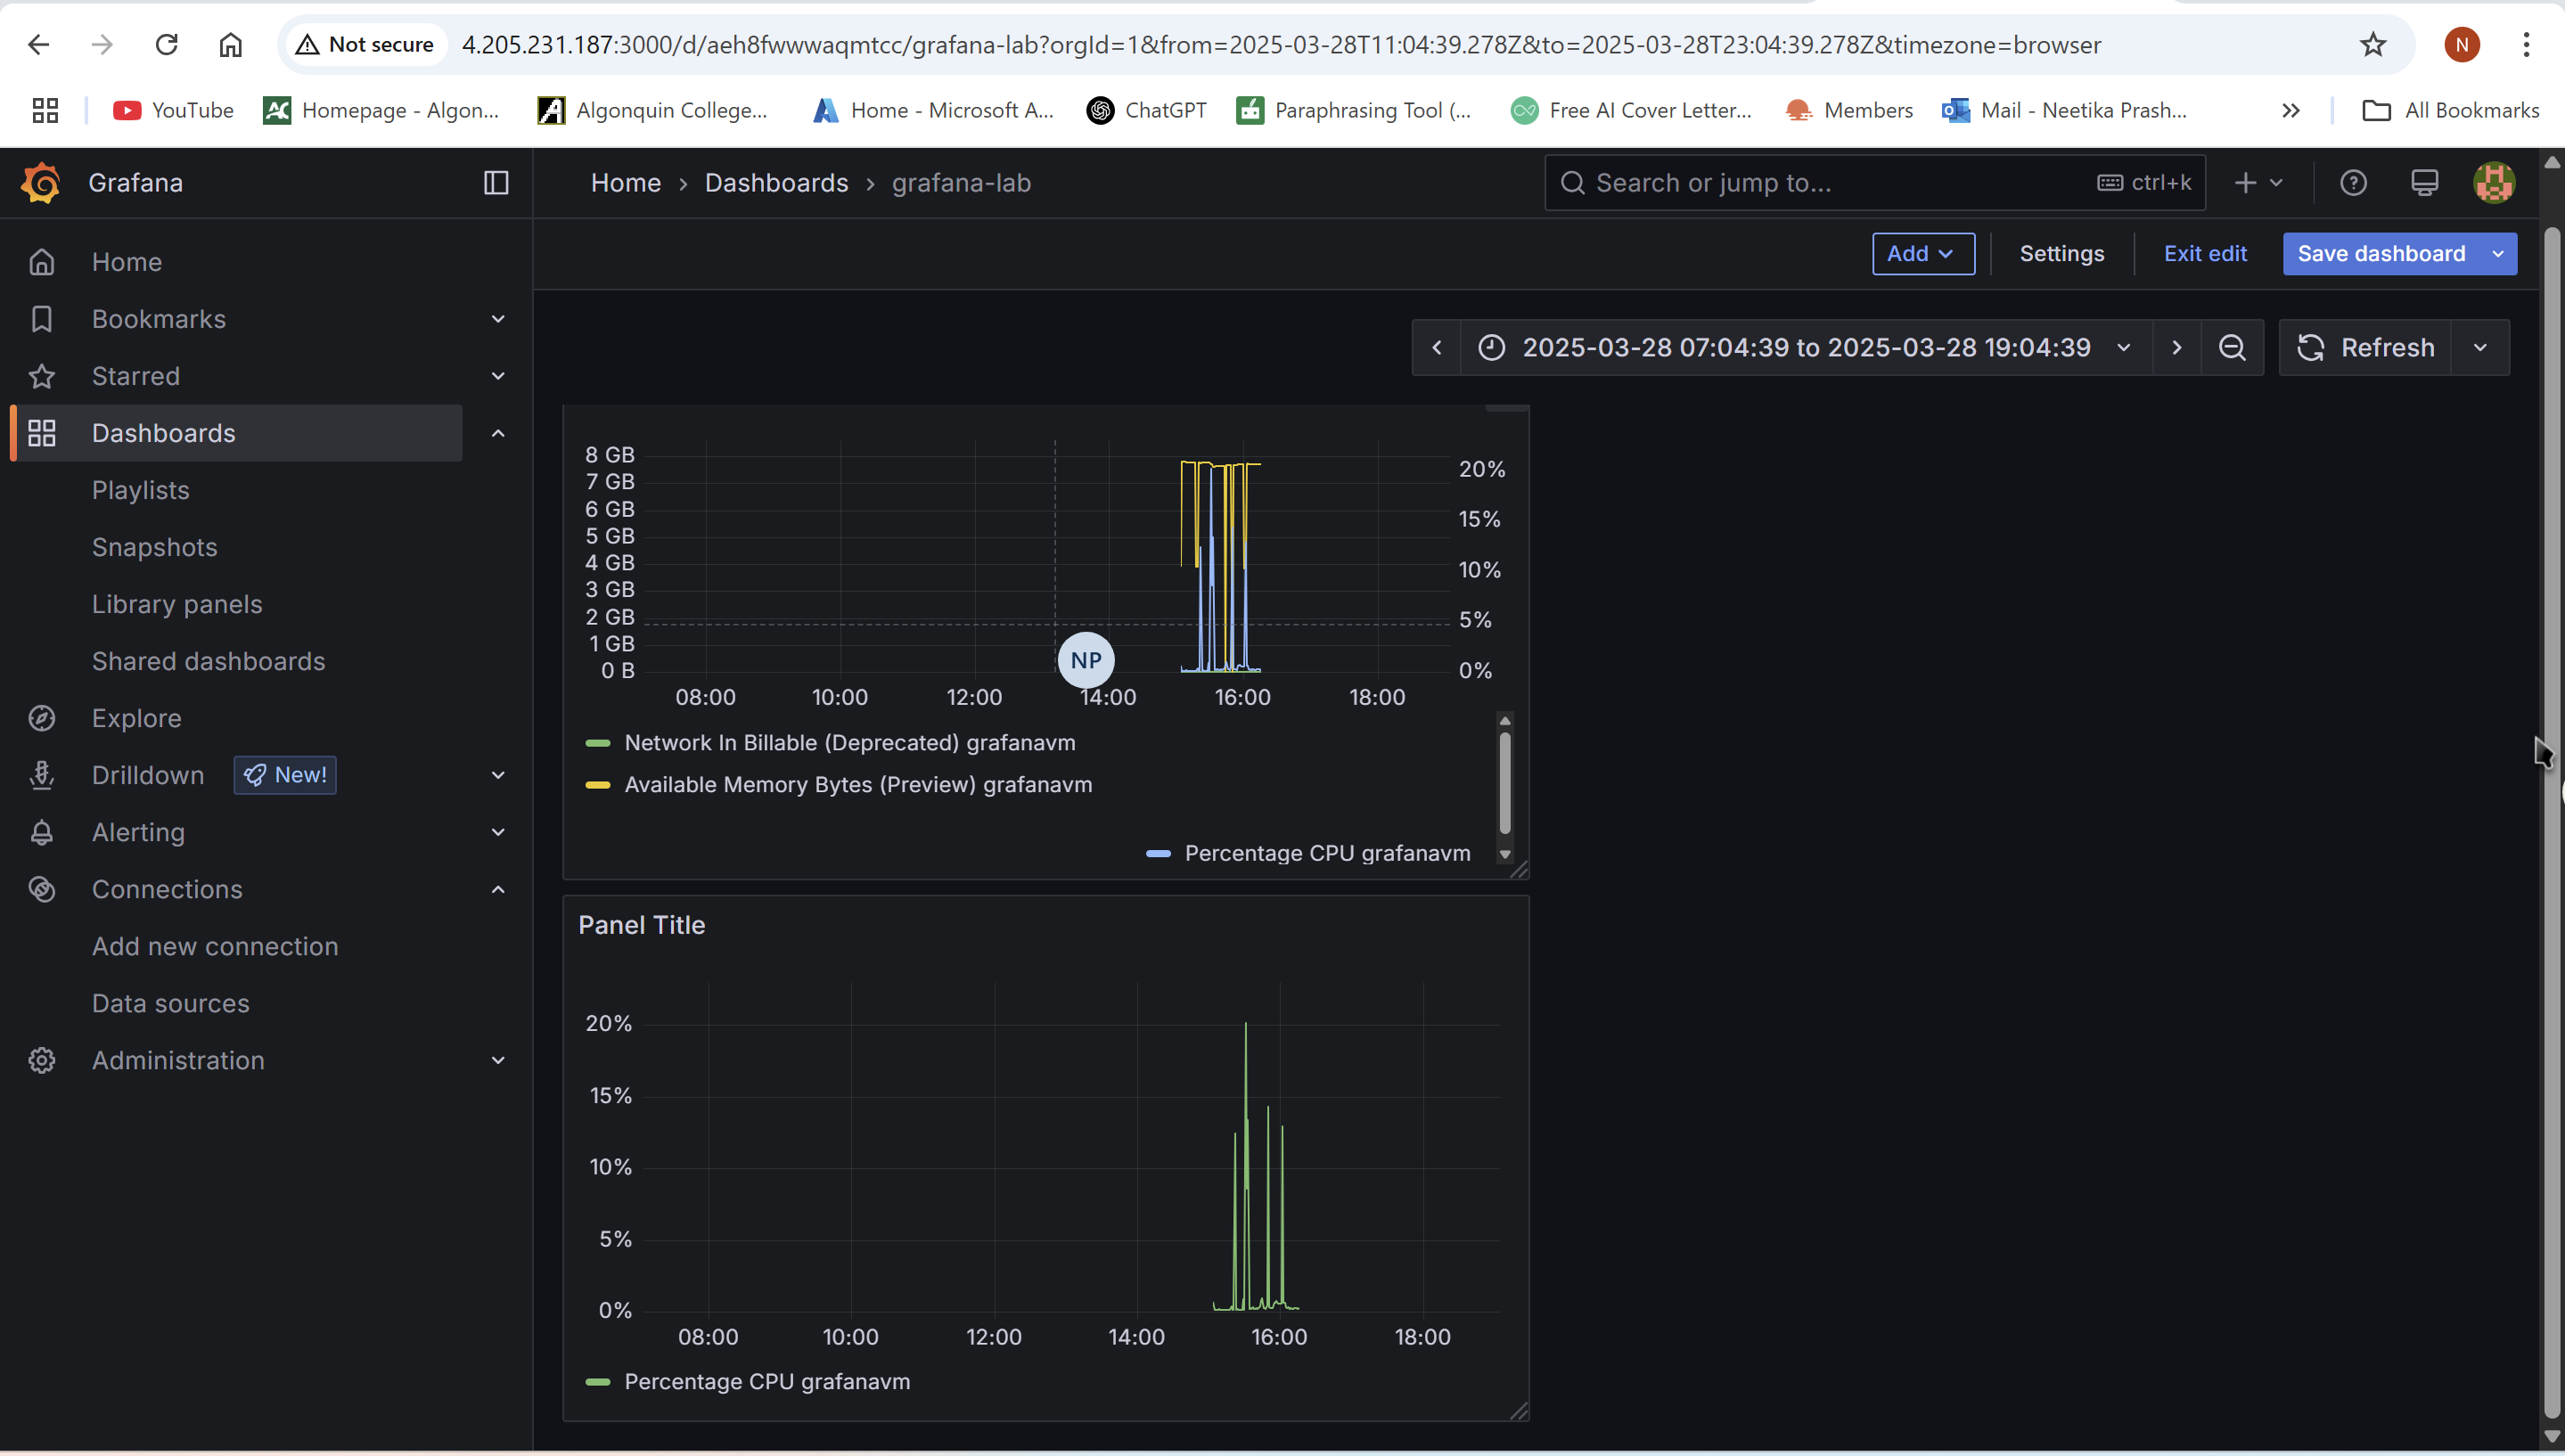 Not secure 4.205.231.187:3000/d/aeh8fwwwaqmtcc/grafana-lab?orgId=1&from=2025-03-28T11:04:39.278Z&to=2025-03-28T23:04:39.278Z&timezone=browser N
YouTube AC Homepage - Algon... Algonquin College... Home - Microsoft A... ChatGPT Paraphrasing Tool (... Free AI Cover Letter... Members Mail - Neetika Prash... All Bookmarks
Grafana Home › Dashboards › grafana-lab Search or jump to... ctrl+k
Add Settings Exit edit Save dashboard
2025-03-28 07:04:39 to 2025-03-28 19:04:39 Refresh
Home
Bookmarks
Starred
Dashboards
Playlists
Snapshots
Library panels
Shared dashboards
Explore
Drilldown New!
Alerting
Connections
Add new connection
Data sources
Administration
8 GB
7 GB
6 GB
5 GB
4 GB
3 GB
2 GB
1 GB
0 B
20%
15%
10%
5%
0%
NP
08:00 10:00 12:00 14:00 16:00 18:00
Network In Billable (Deprecated) grafanavm
Available Memory Bytes (Preview) grafanavm
Percentage CPU grafanavm
Panel Title
20%
15%
10%
5%
0%
08:00 10:00 12:00 14:00 16:00 18:00
Percentage CPU grafanavm